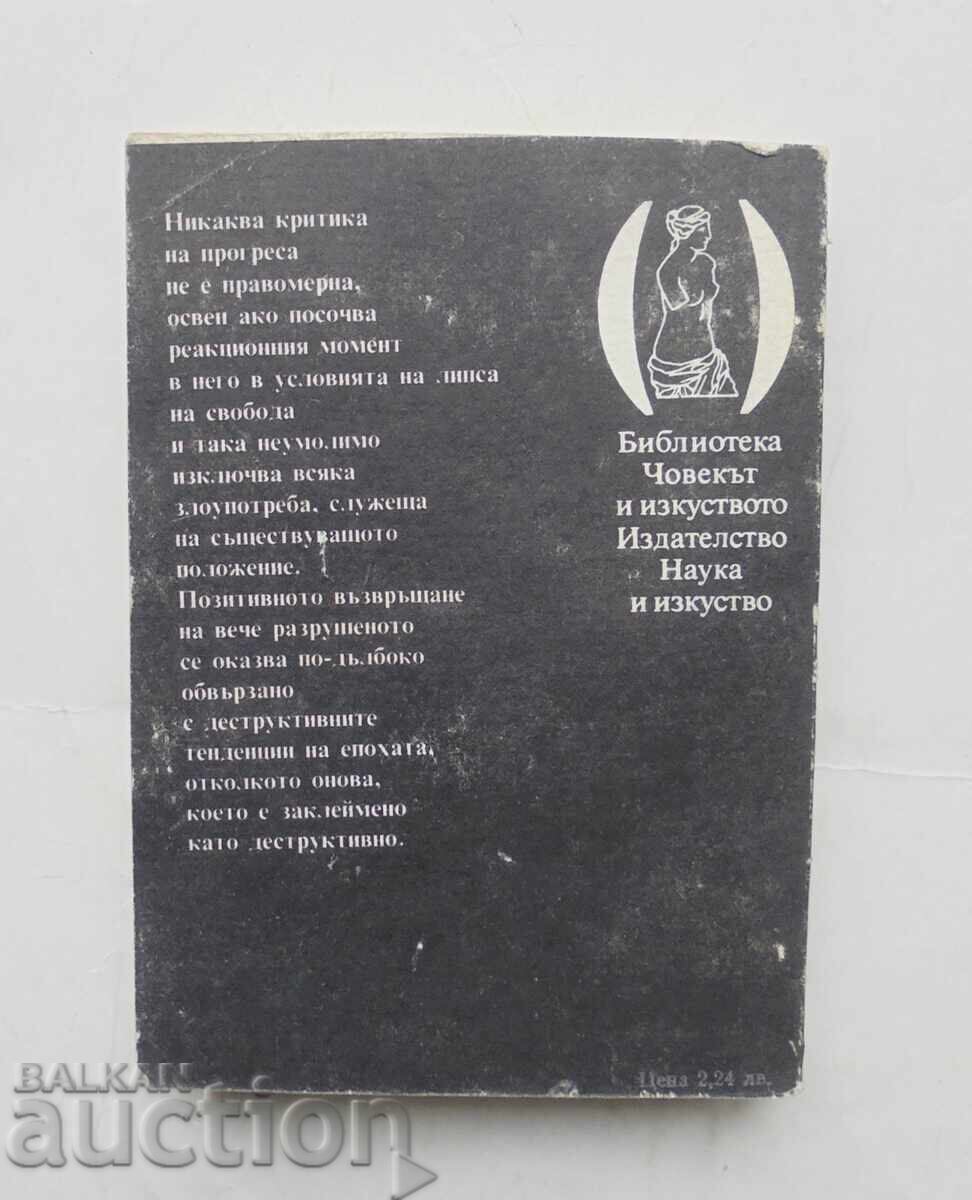 Никаква критика
на прогреса
не е правомерна,
освен ако посочва
реакционния момент
в него в условията на липса
на свобода
и така неумолимо
изключва всяка
злоупотреба, служеща
на съществуващото
положение.
Позитивното възвръщане
на вече разрушеното
се оказва по-дълбоко
обвързано
с деструктивните
тенденции на епохата,
отколкото онова,
което е заклеймено
като деструктивно.
Библиотека
Човекът
и изкуството
Издателство
Наука
и изкуство
Цена 2,24 лв.
BALKAN
auction